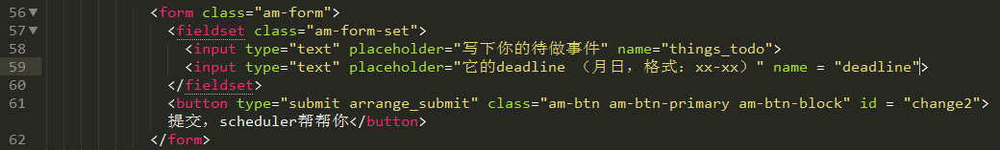 56 <form class="am-form">
57 <fieldset class="am-form-set">
58 <input type="text" placeholder="写下你的待做事件" name="things_todo">
59 <input type="text" placeholder="它的deadline （月日，格式：xx-xx）" name = "deadline">
60 </fieldset>
61 <button type="submit arrange_submit" class="am-btn am-btn-primary am-btn-block" id = "change2">
提交，scheduler帮帮你</button>
62 </form>